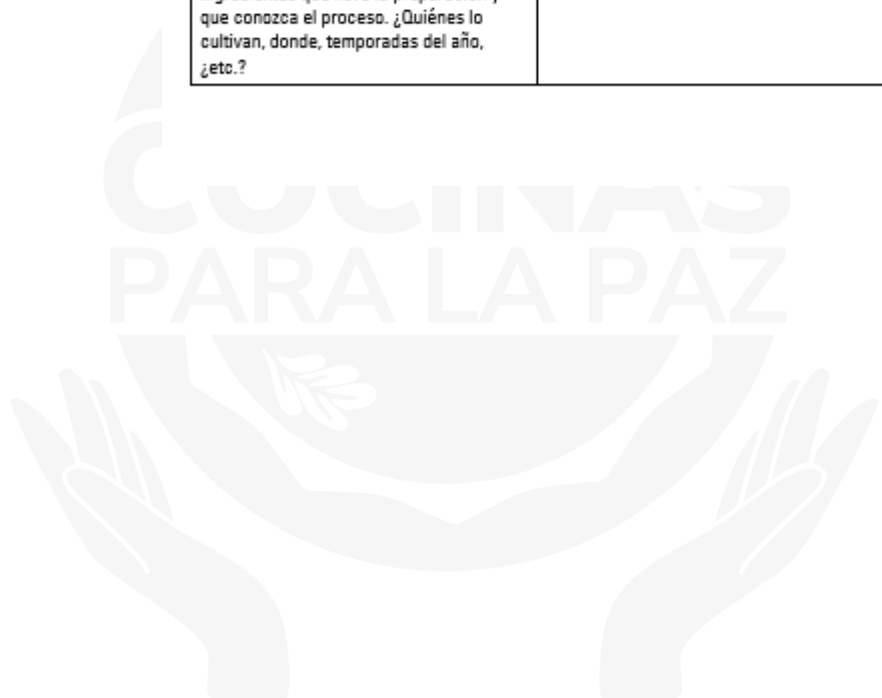 que conozca el proceso. ¿Quiénes lo
cultivan, donde, temporadas del año,
¿etc.?
COCINAS
PARA LA PAZ